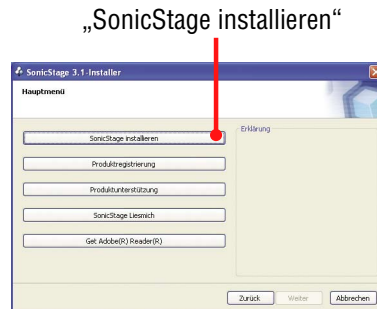 „SonicStage installieren“
SonicStage 3.1-Installer
Hauptmenü
Erklärung
SonicStage installieren
Produktregistrierung
Produktunterstützung
SonicStage Liesmich
Get Adobe(R) Reader(R)
Zurück
Weiter
Abbrechen